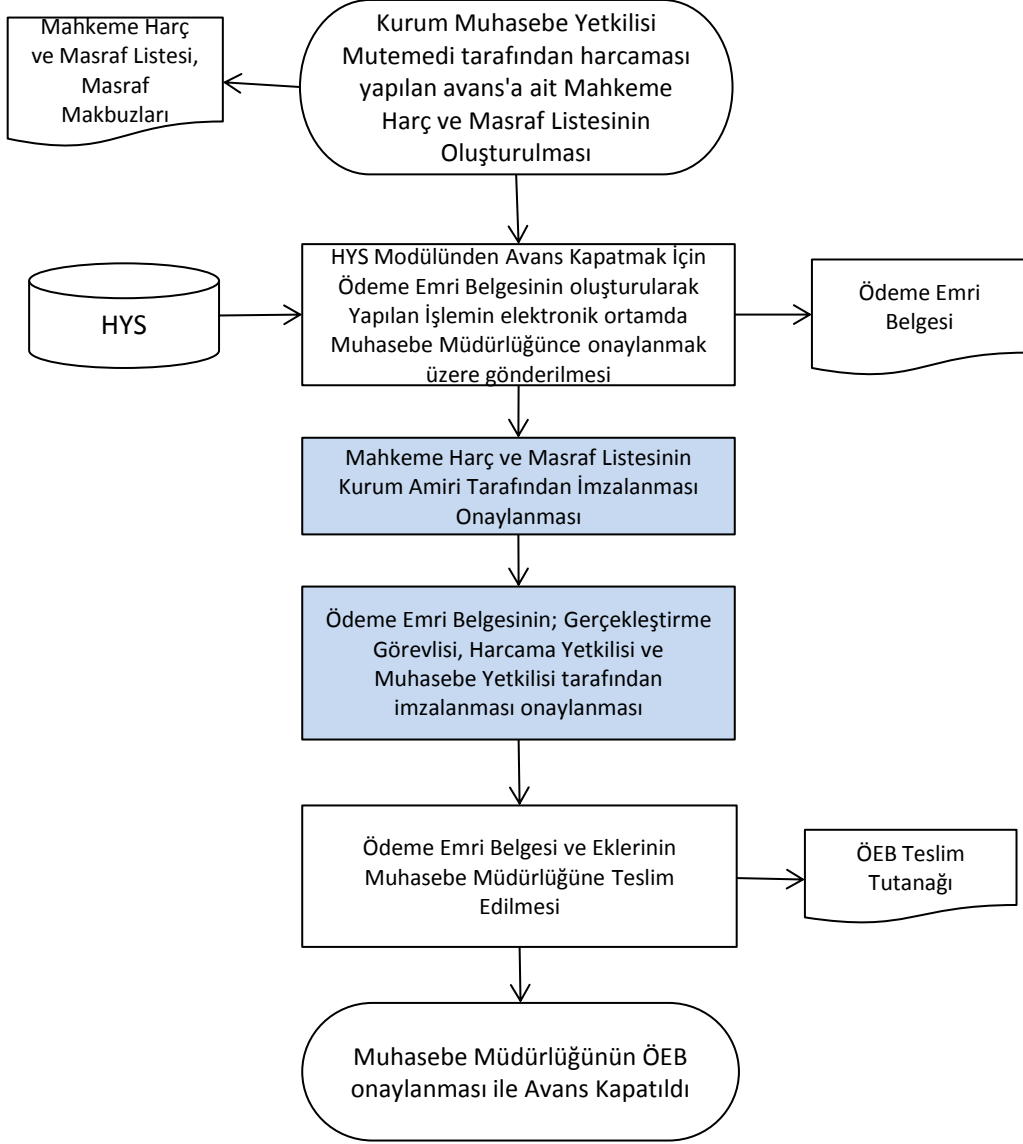 Mahkeme Harç
ve Masraf Listesi,
Masraf
Makbuzları
Kurum Muhasebe Yetkilisi
Mutemedi tarafından harcaması
yapılan avans'a ait Mahkeme
Harç ve Masraf Listesinin
Oluşturulması
HYS
HYS Modülünden Avans Kapatmak İçin
Ödeme Emri Belgesinin oluşturularak
Yapılan İşlemin elektronik ortamda
Muhasebe Müdürlüğünce onaylanmak
üzere gönderilmesi
Ödeme Emri
Belgesi
Mahkeme Harç ve Masraf Listesinin
Kurum Amiri Tarafından İmzalanması
Onaylanması
Ödeme Emri Belgesinin; Gerçekleştirme
Görevlisi, Harcama Yetkilisi ve
Muhasebe Yetkilisi tarafından
imzalanması onaylanması
Ödeme Emri Belgesi ve Eklerinin
Muhasebe Müdürlüğüne Teslim
Edilmesi
ÖEB Teslim
Tutanağı
Muhasebe Müdürlüğünün ÖEB
onaylanması ile Avans Kapatıldı